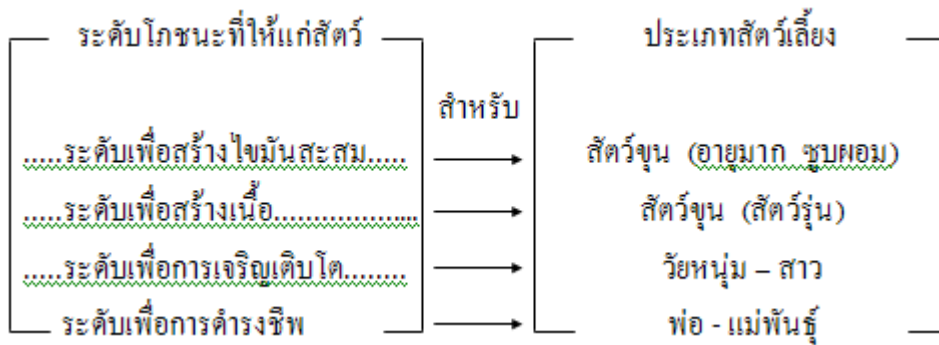 ระดับโภชนะที่ให้แก่สัตว์ ประเภทสัตว์เลี้ยง
สำหรับ
.....ระดับเพื่อสร้างไขมันสะสม..... สัตว์ขุน (อายุมาก ซูบผอม)
.....ระดับเพื่อสร้างเนื้อ.................... สัตว์ขุน (สัตว์รุ่น)
.....ระดับเพื่อการเจริญเติบโต........ วัยหนุ่ม – สาว
ระดับเพื่อการดำรงชีพ พ่อ - แม่พันธุ์